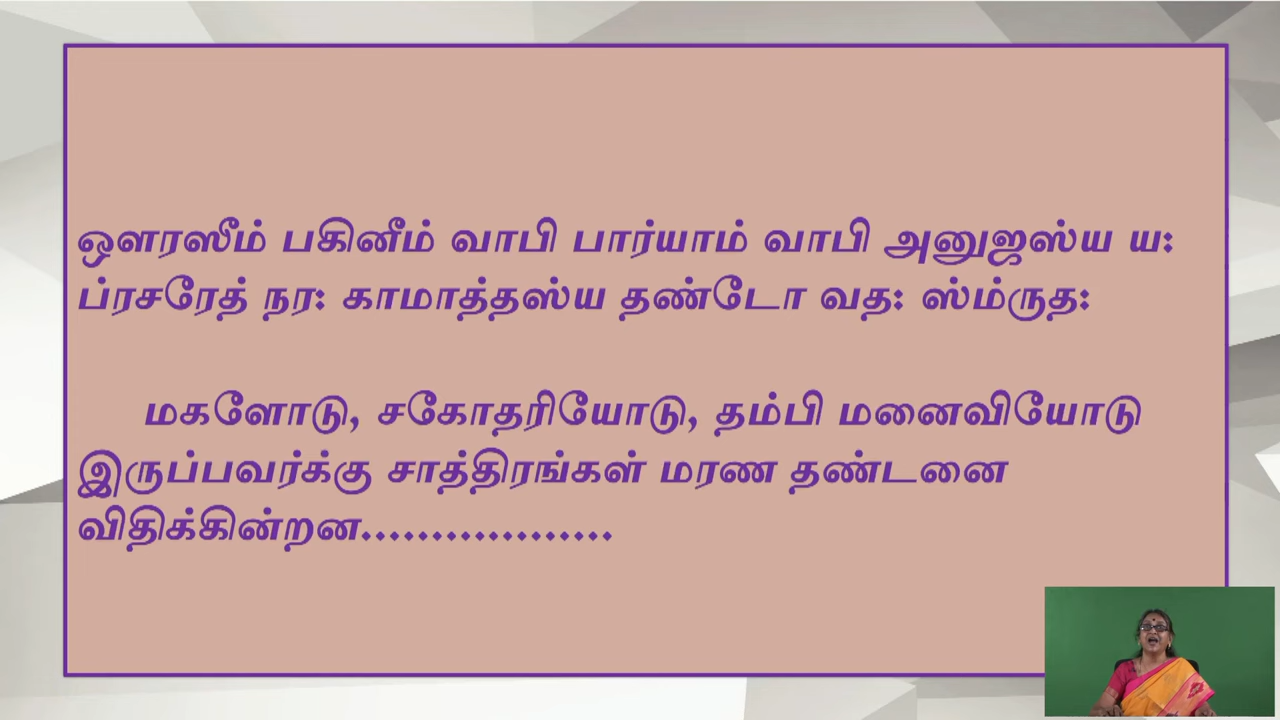 ஒளரஸீம் பகினீம் வாபி பார்யாம் வாபி அனுஜஸ்ய ய:
ப்ரசரேத் நர: காமாத்தஸ்ய தண்டோ வத: ஸ்ம்ருத:
மகளோடு, சகோதரியோடு, தம்பி மனைவியோடு
இருப்பவர்க்கு சாத்திரங்கள் மரண தண்டனை
விதிக்கின்றன..................